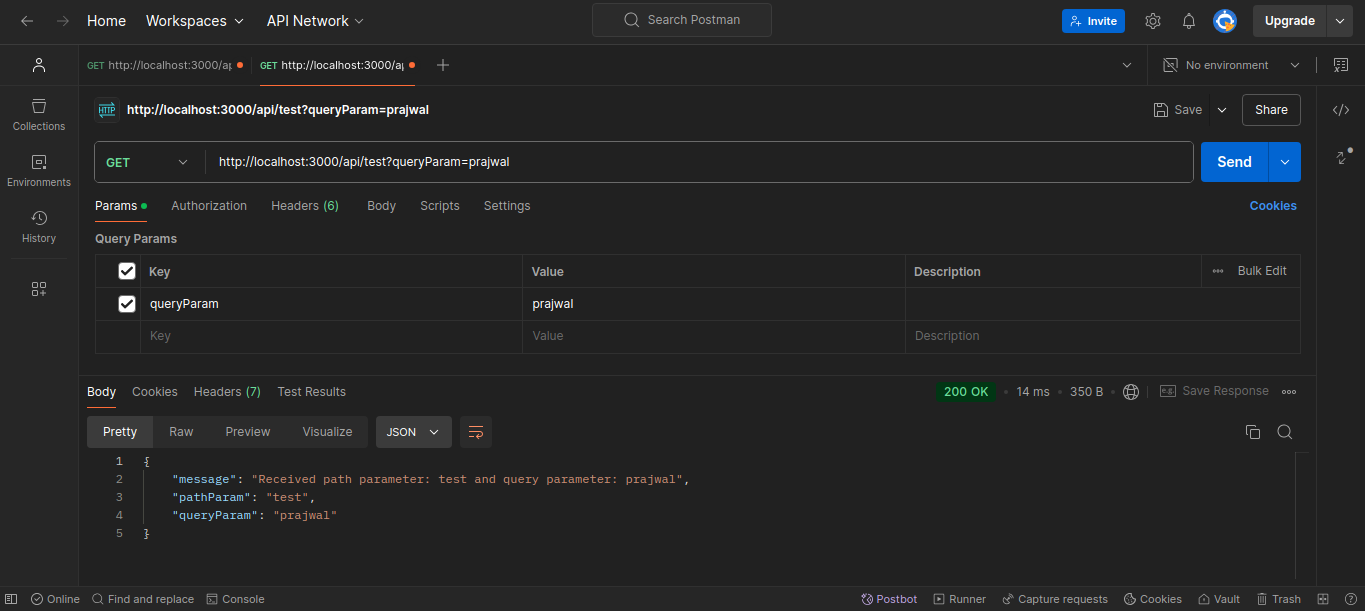 Home Workspaces API Network Search Postman Invite Upgrade
GET http://localhost:3000/ap GET http://localhost:3000/a No environment
HTTP http://localhost:3000/api/test?queryParam=prajwal Save Share
Collections
GET http://localhost:3000/api/test?queryParam=prajwal Send
Environments
Params Authorization Headers (6) Body Scripts Settings Cookies
History
Query Params
Key Value Description Bulk Edit
queryParam prajwal
Key Value Description
Body Cookies Headers (7) Test Results 200 OK 14 ms 350 B e.g. Save Response
Pretty Raw Preview Visualize JSON
1 {
2 "message": "Received path parameter: test and query parameter: prajwal",
3 "pathParam": "test",
4 "queryParam": "prajwal"
5 }
Online Find and replace Console Postbot Runner Capture requests Cookies Vault Trash